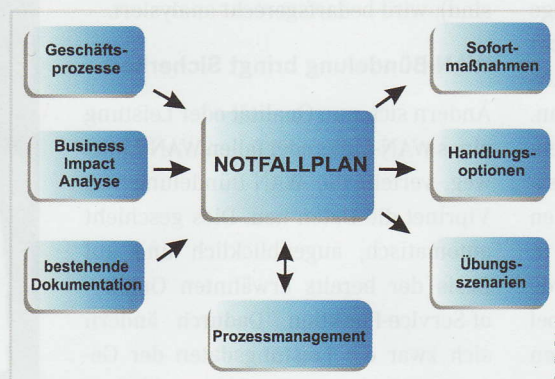 Geschäfts-
prozesse
Business
Impact
Analyse
bestehende
Dokumentation
NOTFALLPLAN
Prozessmanagement
Sofort-
maßnahmen
Handlungs-
optionen
Übungs-
szenarien